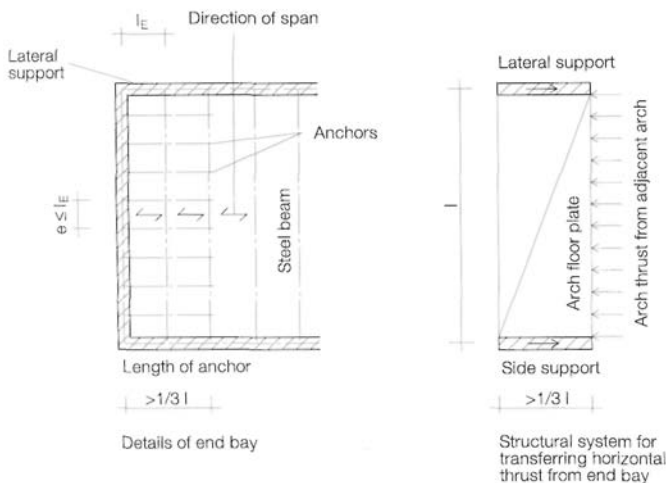 l_E
Direction of span
Lateral
support
Anchors
e ≤ l_E
Steel beam
Length of anchor
>1/3 l
Details of end bay
Lateral support
l
Arch floor plate
Arch thrust from adjacent arch
Side support
>1/3 l
Structural system for
transferring horizontal
thrust from end bay